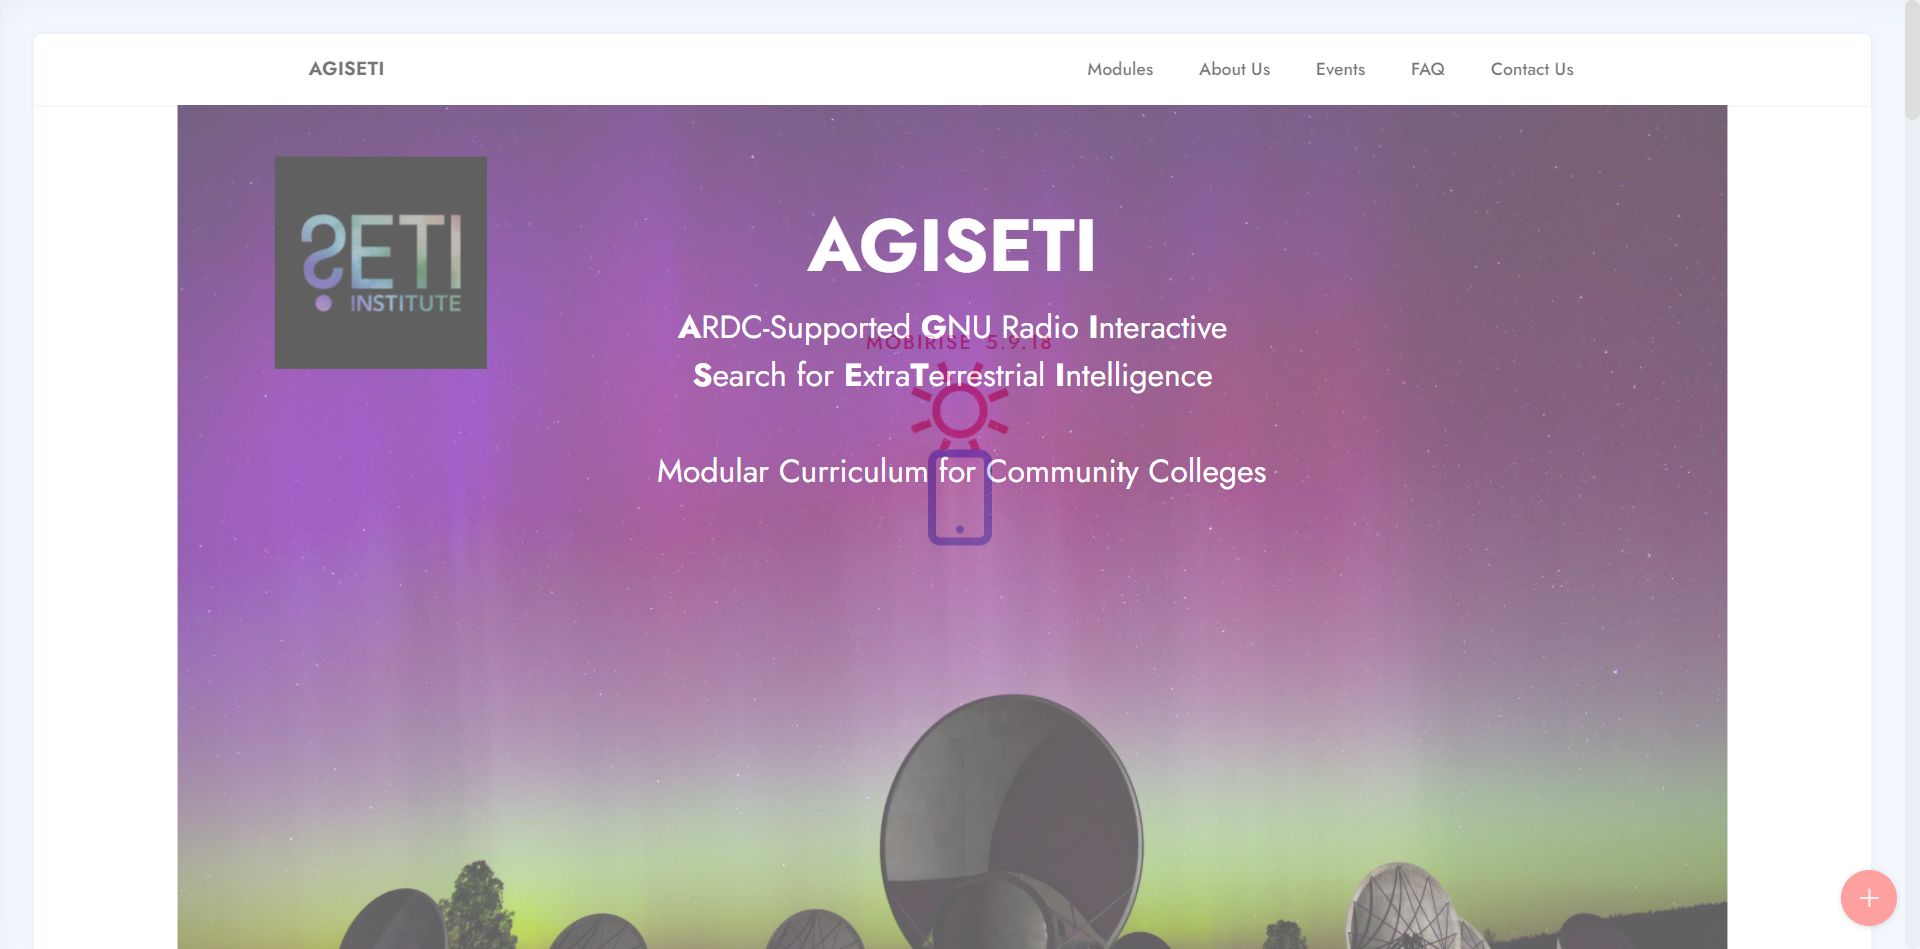 AGISETI
Modules
About Us
Events
FAQ
Contact Us
SETI
INSTITUTE
AGISETI
ARDC-Supported GNU Radio Interactive
MOBIRISE 5.9.18
Search for ExtraTerrestrial Intelligence
Modular Curriculum for Community Colleges